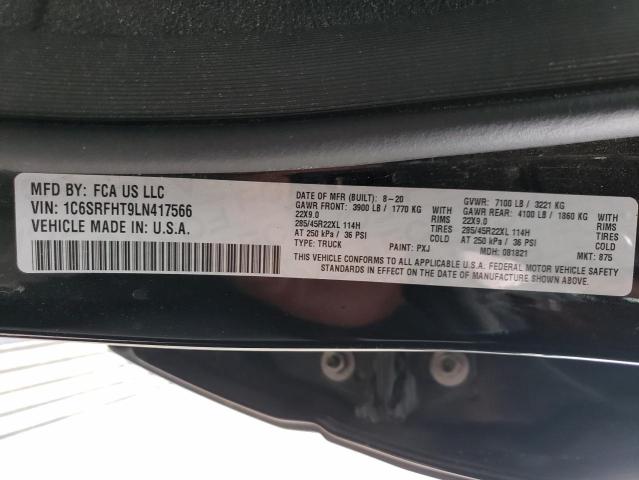 MFD BY: FCA US LLC
VIN: 1C6SRFHT9LN417566
VEHICLE MADE IN: U.S.A.
DATE OF MFR (BUILT): 8-20 GVWR: 7100 LB / 3221 KG
GAWR FRONT: 3900 LB / 1770 KG GAWR REAR: 4100 LB / 1860 KG
22X9.0 RIMS 22X9.0 RIMS
285/45R22XL 114H TIRES 285/45R22XL 114H TIRES
AT 250 kPa / 36 PSI COLD AT 250 kPa / 36 PSI COLD
TYPE: TRUCK PAINT: PXJ MDH: 081821 MKT: 875
THIS VEHICLE CONFORMS TO ALL APPLICABLE U.S.A. FEDERAL MOTOR VEHICLE SAFETY
STANDARDS IN EFFECT ON THE DATE OF MANUFACTURE SHOWN ABOVE.